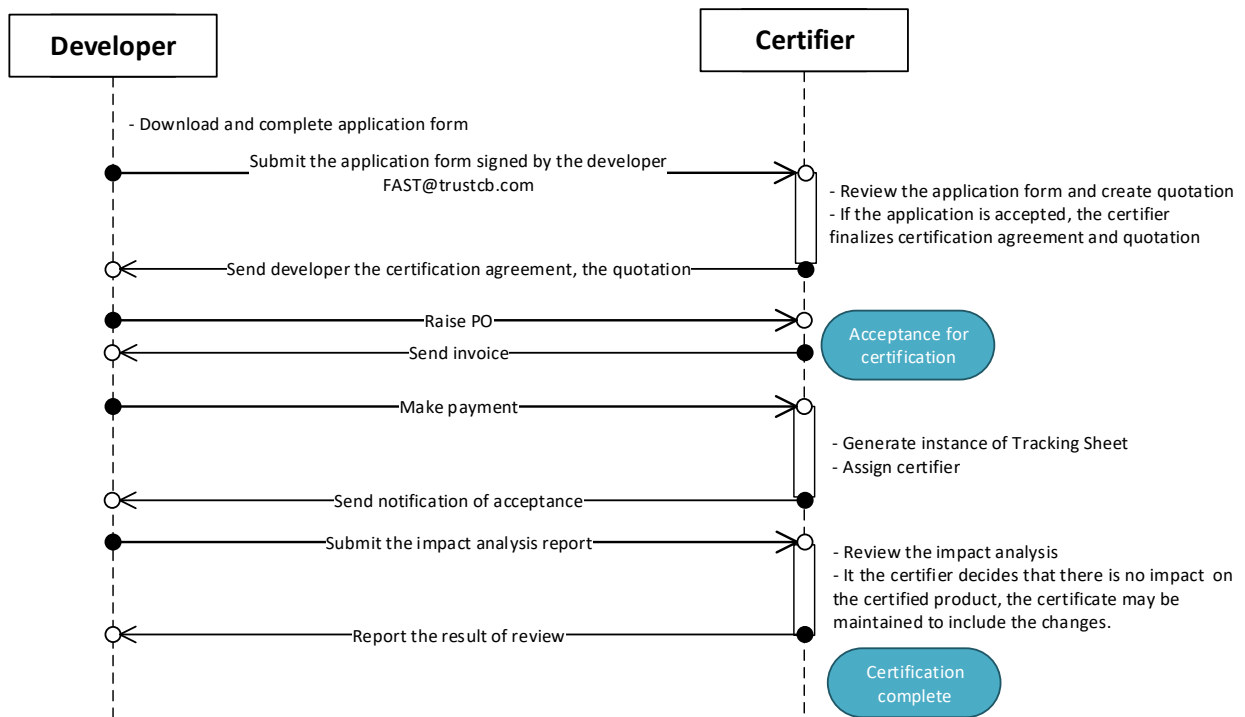 Developer
Certifier
- Download and complete application form
Submit the application form signed by the developer
FAST@trustcb.com
- Review the application form and create quotation
- If the application is accepted, the certifier
finalizes certification agreement and quotation
Send developer the certification agreement, the quotation
Raise PO
Acceptance for
certification
Send invoice
Make payment
- Generate instance of Tracking Sheet
- Assign certifier
Send notification of acceptance
Submit the impact analysis report
- Review the impact analysis
- It the certifier decides that there is no impact on
the certified product, the certificate may be
maintained to include the changes.
Report the result of review
Certification
complete